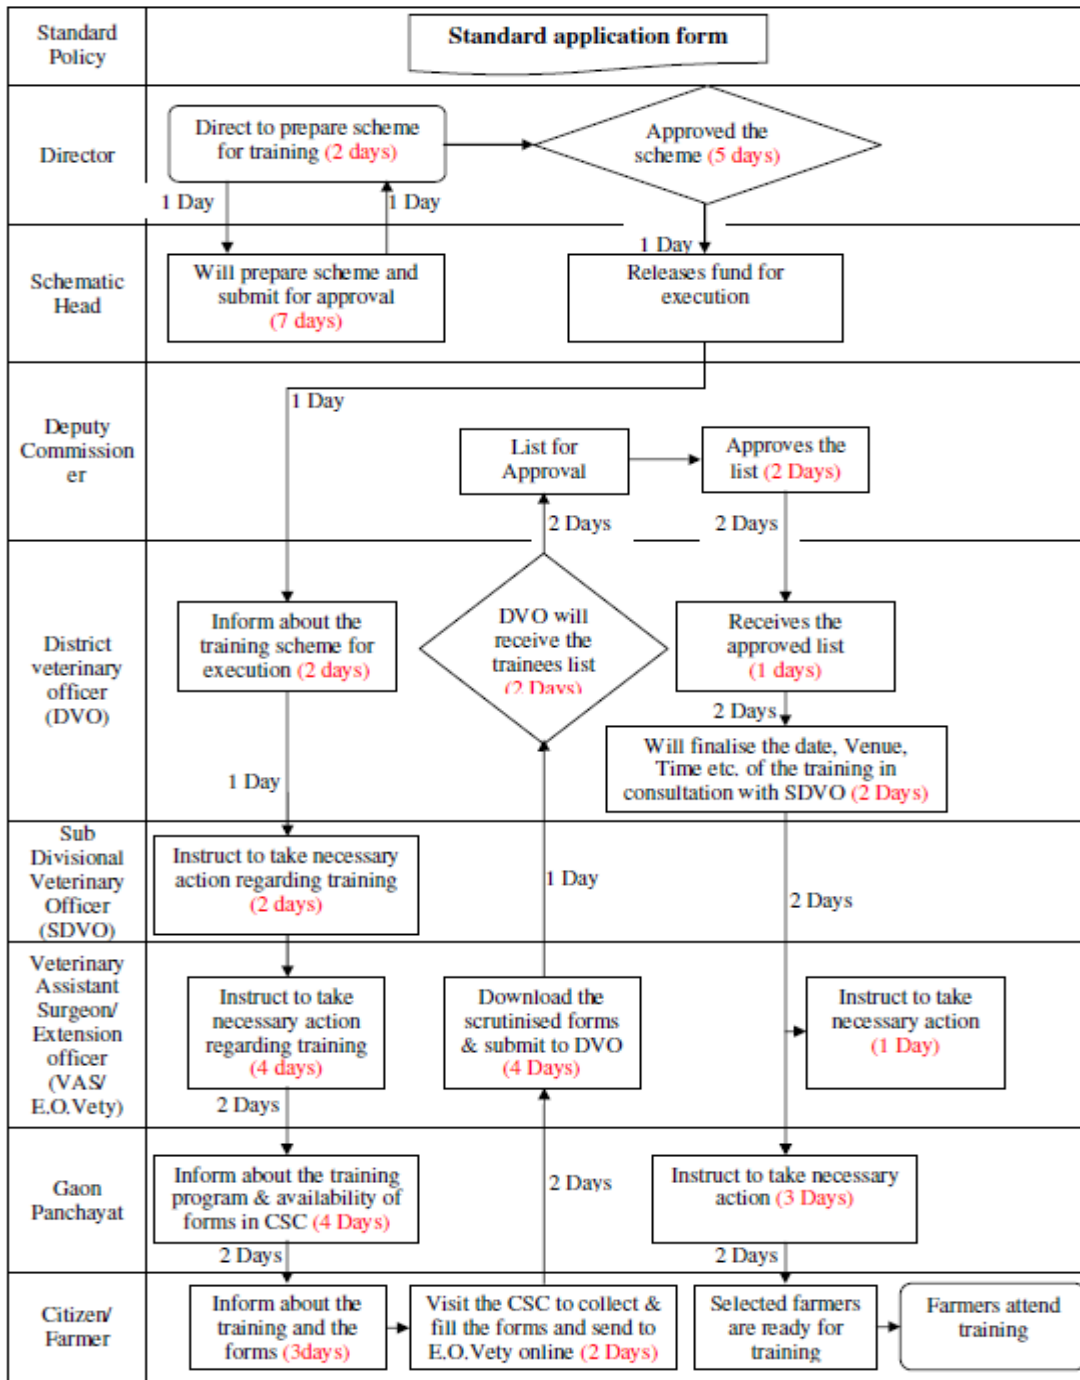 Standard
Policy
Standard application form
Director
Direct to prepare scheme
for training (2 days)
Approved the
scheme (5 days)
1 Day
1 Day
1 Day
Schematic
Head
Will prepare scheme and
submit for approval
(7 days)
Releases fund for
execution
1 Day
Deputy
Commission
er
List for
Approval
Approves the
list (2 Days)
2 Days
2 Days
District
veterinary
officer
(DVO)
Inform about the
training scheme for
execution (2 days)
DVO will
receive the
trainees list
(2 Days)
Receives the
approved list
(1 days)
2 Days
Will finalise the date, Venue,
Time etc. of the training in
consultation with SDVO (2 Days)
1 Day
Sub
Divisional
Veterinary
Officer
(SDVO)
Instruct to take necessary
action regarding training
(2 days)
1 Day
2 Days
Veterinary
Assistant
Surgeon/
Extension
officer
(VAS/
E.O.Vety)
Instruct to take
necessary action
regarding training
(4 days)
Download the
scrutinised forms
& submit to DVO
(4 Days)
Instruct to take
necessary action
(1 Day)
2 Days
Gaon
Panchayat
Inform about the training
program & availability of
forms in CSC (4 Days)
2 Days
Instruct to take necessary
action (3 Days)
2 Days
2 Days
Citizen/
Farmer
Inform about the
training and the
forms (3days)
Visit the CSC to collect &
fill the forms and send to
E.O.Vety online (2 Days)
Selected farmers
are ready for
training
Farmers attend
training